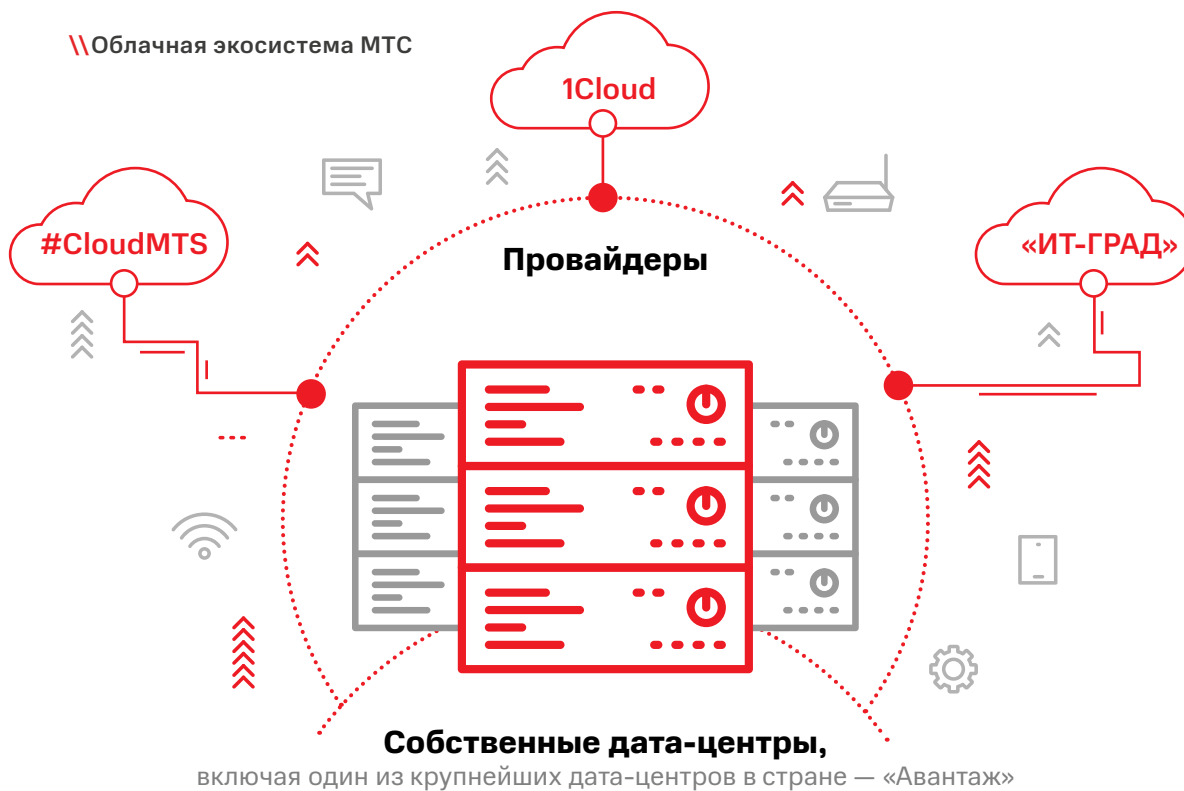 \\Облачная экосистема МТС
1Cloud
#CloudMTS
«ИТ-ГРАД»
Провайдеры
Собственные дата-центры,
включая один из крупнейших дата-центров в стране — «Авантаж»